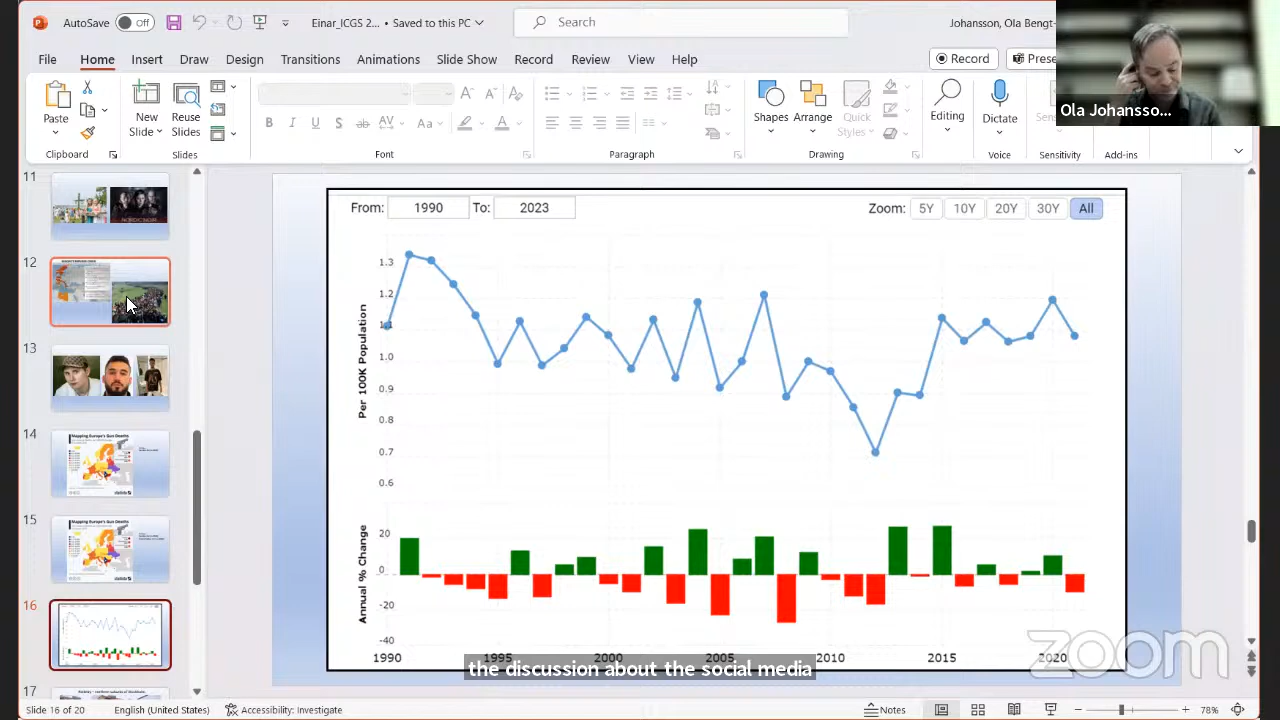 AutoSave Off Einar_ICGS 2... • Saved to this PC Search Johansson, Ola Bengt-
File Home Insert Draw Design Transitions Animations Slide Show Record Review View Help Record Prese
Paste New Slide Reuse Slides Shapes Arrange Quick Styles Editing Dictate
Clipboard Slides Font Paragraph Drawing Voice Sensitivity Add-ins
Ola Johansso...
11
12
13
14
Mapping Europe's Gun Deaths
15
Mapping Europe's Gun Deaths
16
17
From: 1990 To: 2023 Zoom: 5Y 10Y 20Y 30Y All
Per 100K Population
1.3
1.2
1.1
1.0
0.9
0.8
0.7
0.6
Annual % Change
20
0
-20
-40
1990 1995 2000 2005 2010 2015 2020
the discussion about the social media
zoom
Slide 16 of 20 English (United States) Accessibility: Investigate Notes 78%